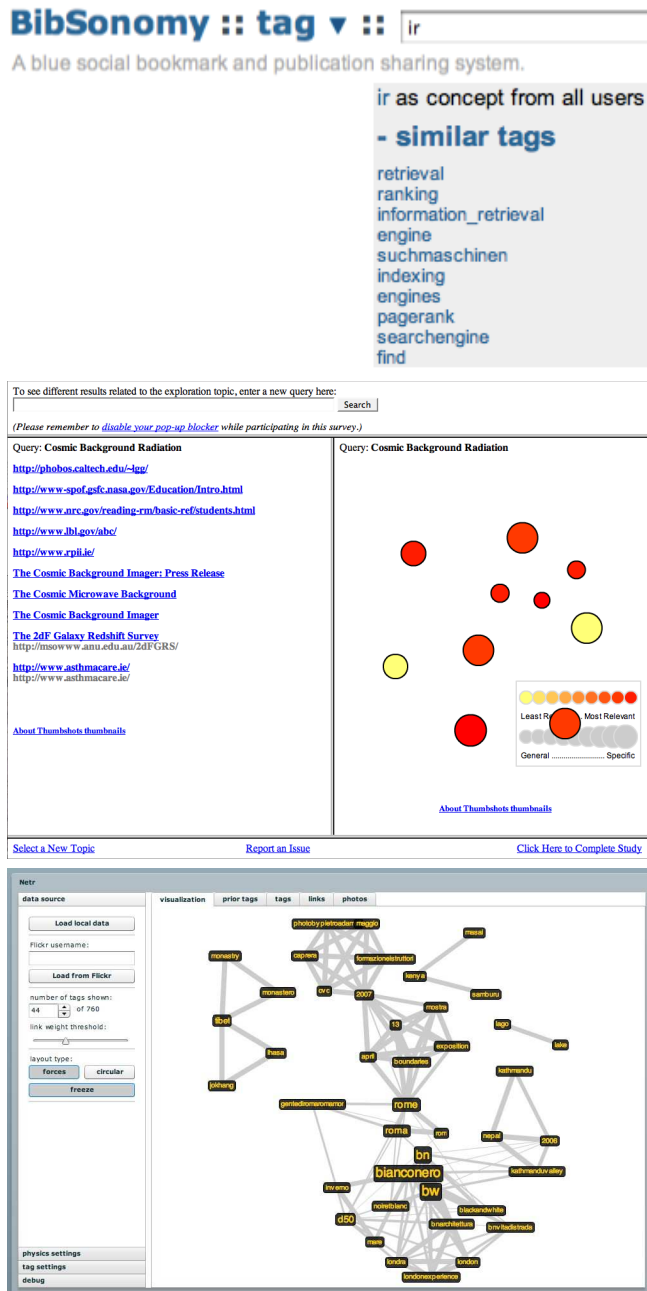 BibSonomy :: tag ▼ :: ir
A blue social bookmark and publication sharing system.
ir as concept from all users
- similar tags
retrieval
ranking
information_retrieval
engine
suchmaschinen
indexing
engines
pagerank
searchengine
find
To see different results related to the exploration topic, enter a new query here:
Search
(Please remember to disable your pop-up blocker while participating in this survey.)
Query: Cosmic Background Radiation
http://phobos.caltech.edu/~lgg/
http://www-spof.gsfc.nasa.gov/Education/Intro.html
http://www.nrc.gov/reading-rm/basic-ref/students.html
http://www.lbl.gov/abc/
http://www.rpii.ie/
The Cosmic Background Imager: Press Release
The Cosmic Microwave Background
The Cosmic Background Imager
The 2dF Galaxy Redshift Survey
http://msowww.anu.edu.au/2dFGRS/
http://www.asthmacare.ie/
http://www.asthmacare.ie/
About Thumbshots thumbnails
Query: Cosmic Background Radiation
Least Re... Most Relevant
General ........................ Specific
About Thumbshots thumbnails
Select a New Topic Report an Issue Click Here to Complete Study
Netr
data source
Load local data
Flickr username:
Load from Flickr
number of tags shown:
44 of 760
link weight threshold:
layout type:
forces circular
freeze
physics settings
tag settings
debug
visualization prior tags tags links photos
photobypietroadam maggio
masai
monastry
caprera
formazioneistruttori
kenya
monastero
cvc
2007
samburu
mostra
tibet
13
lago
exposition
lake
lhasa
april
boundaries
kathmandu
jokhang
gentediromaromamor
rome
roma
rom
nepal
2006
bn
bianconero
kathmanduvalley
inverno
bw
noiretblanc
blackandwhite
d50
bnarchitettura
bnvitadistrada
mare
londra
london
londonexperience